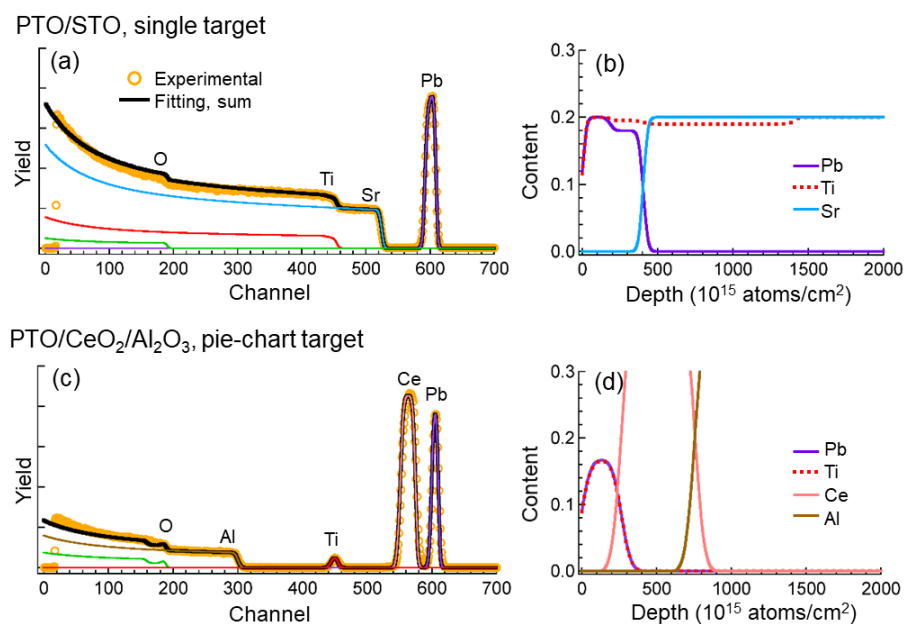 PTO/STO, single target
(a)
Experimental
Fitting, sum
Pb
O
Ti
Sr
Yield
0 100 200 300 400 500 600 700
Channel
(b)
0.3
0.2
0.1
0.0
Content
Pb
Ti
Sr
0 500 1000 1500 2000
Depth (10¹⁵ atoms/cm²)
PTO/CeO₂/Al₂O₃, pie-chart target
(c)
Ce
Pb
O
Al
Ti
Yield
0 100 200 300 400 500 600 700
Channel
(d)
0.3
0.2
0.1
0.0
Content
Pb
Ti
Ce
Al
0 500 1000 1500 2000
Depth (10¹⁵ atoms/cm²)